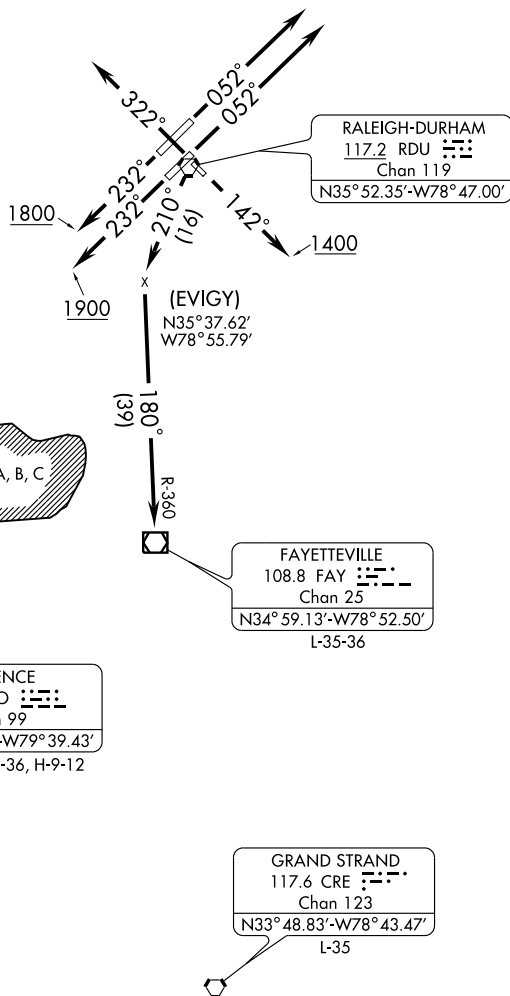 052°
052°
322°
RALEIGH-DURHAM
117.2 RDU
Chan 119
N35°52.35'-W78°47.00'
232°
232°
210°
(16)
142°
1800
1400
1900
X
(EVIGY)
N35°37.62'
W78°55.79'
180°
(39)
A, B, C
R-360
FAYETTEVILLE
108.8 FAY
Chan 25
N34°59.13'-W78°52.50'
L-35-36
ENCE
99
-W79°39.43'
-36, H-9-12
GRAND STRAND
117.6 CRE
Chan 123
N33°48.83'-W78°43.47'
L-35